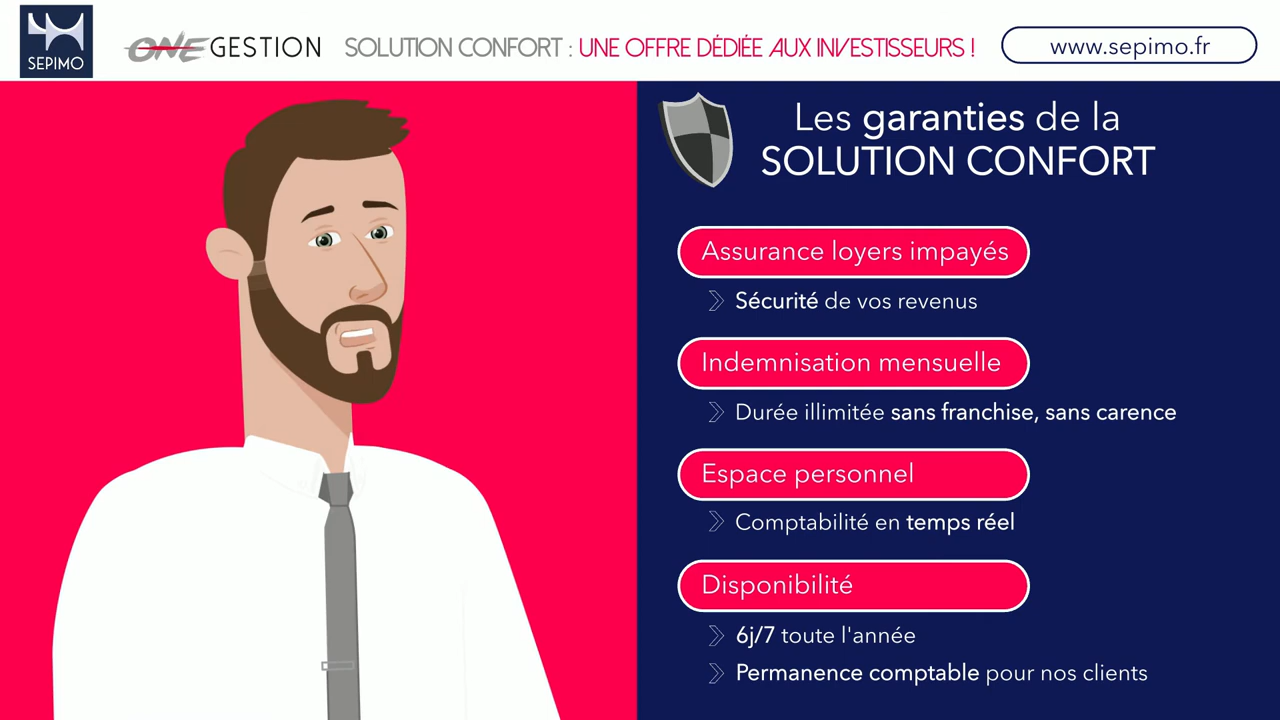 SEPIMO
ONE GESTION
SOLUTION CONFORT : UNE OFFRE DÉDIÉE AUX INVESTISSEURS !
www.sepimo.fr
Les garanties de la
SOLUTION CONFORT
Assurance loyers impayés
Sécurité de vos revenus
Indemnisation mensuelle
Durée illimitée sans franchise, sans carence
Espace personnel
Comptabilité en temps réel
Disponibilité
6j/7 toute l'année
Permanence comptable pour nos clients